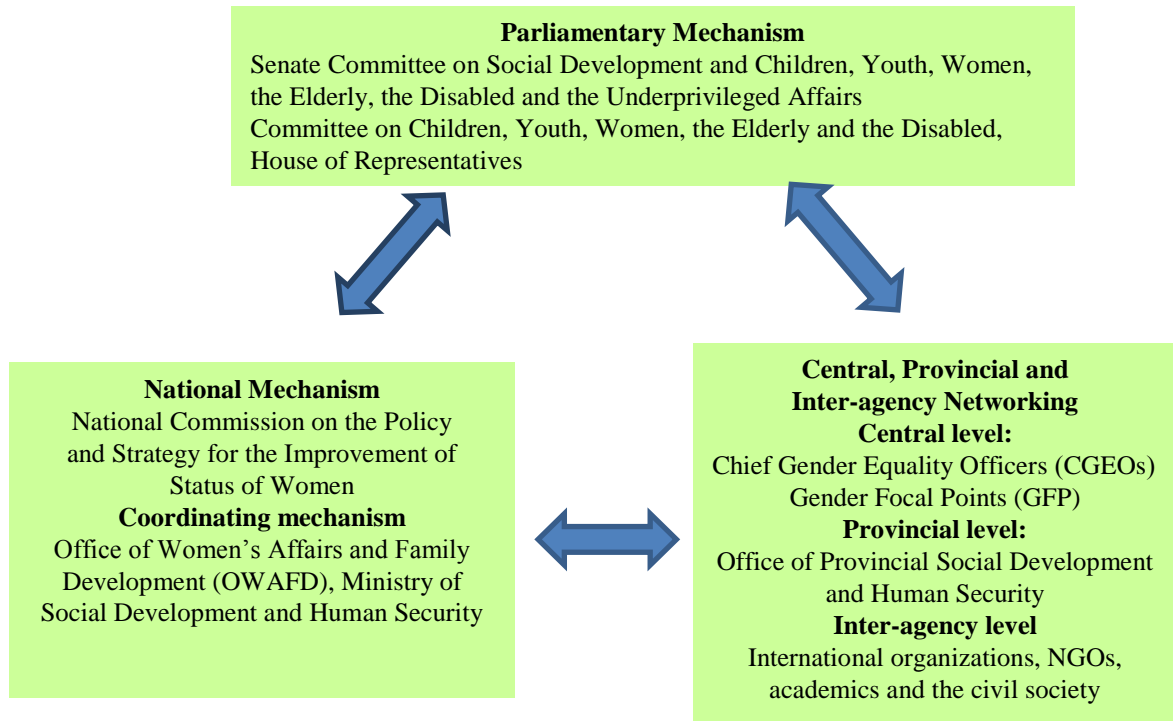 Parliamentary Mechanism
Senate Committee on Social Development and Children, Youth, Women,
the Elderly, the Disabled and the Underprivileged Affairs
Committee on Children, Youth, Women, the Elderly and the Disabled,
House of Representatives
National Mechanism
National Commission on the Policy
and Strategy for the Improvement of
Status of Women
Coordinating mechanism
Office of Women’s Affairs and Family
Development (OWAFD), Ministry of
Social Development and Human Security
Central, Provincial and
Inter-agency Networking
Central level:
Chief Gender Equality Officers (CGEOs)
Gender Focal Points (GFP)
Provincial level:
Office of Provincial Social Development
and Human Security
Inter-agency level
International organizations, NGOs,
academics and the civil society